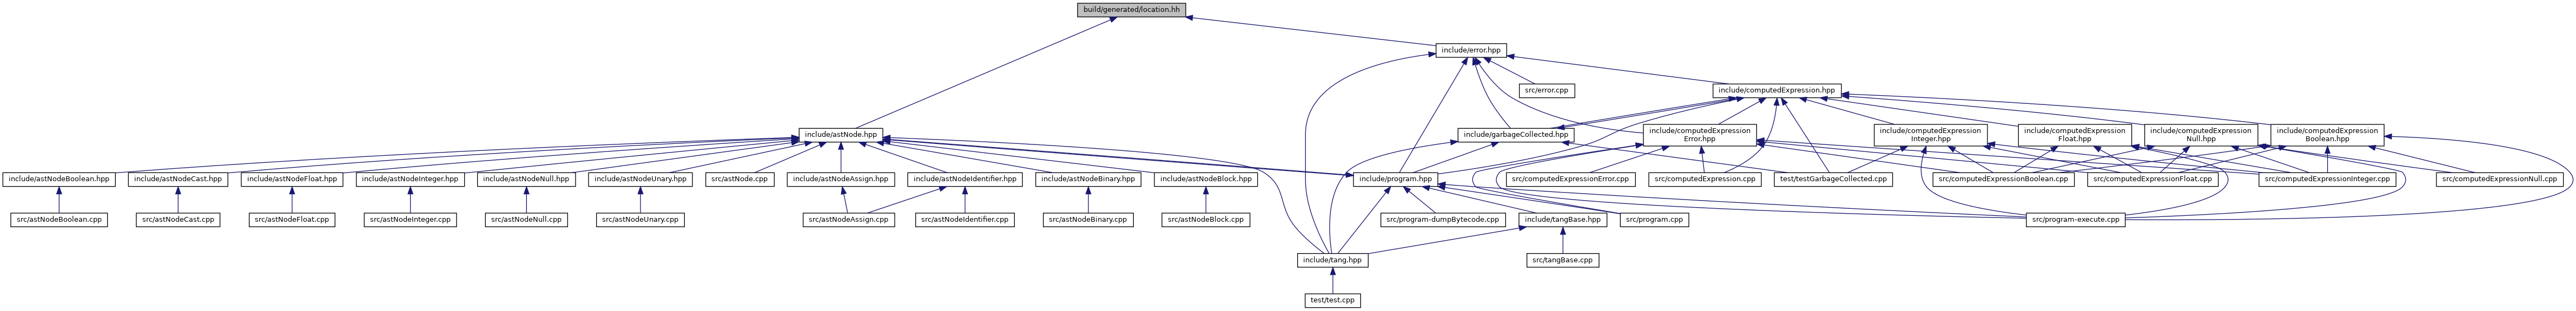 build/generated/location.hh
include/error.hpp
src/error.cpp
include/computedExpression.hpp
include/astNode.hpp
include/garbageCollected.hpp
include/computedExpression
Error.hpp
include/computedExpression
Integer.hpp
include/computedExpression
Float.hpp
include/computedExpression
Null.hpp
include/computedExpression
Boolean.hpp
include/astNodeBoolean.hpp
include/astNodeCast.hpp
include/astNodeFloat.hpp
include/astNodeInteger.hpp
include/astNodeNull.hpp
include/astNodeUnary.hpp
src/astNode.cpp
include/astNodeAssign.hpp
include/astNodeIdentifier.hpp
include/astNodeBinary.hpp
include/astNodeBlock.hpp
include/program.hpp
src/computedExpressionError.cpp
src/computedExpression.cpp
test/testGarbageCollected.cpp
src/computedExpressionBoolean.cpp
src/computedExpressionFloat.cpp
src/computedExpressionInteger.cpp
src/computedExpressionNull.cpp
src/astNodeBoolean.cpp
src/astNodeCast.cpp
src/astNodeFloat.cpp
src/astNodeInteger.cpp
src/astNodeNull.cpp
src/astNodeUnary.cpp
src/astNodeAssign.cpp
src/astNodeIdentifier.cpp
src/astNodeBinary.cpp
src/astNodeBlock.cpp
src/program-dumpBytecode.cpp
include/tangBase.hpp
src/program.cpp
src/program-execute.cpp
include/tang.hpp
src/tangBase.cpp
test/test.cpp